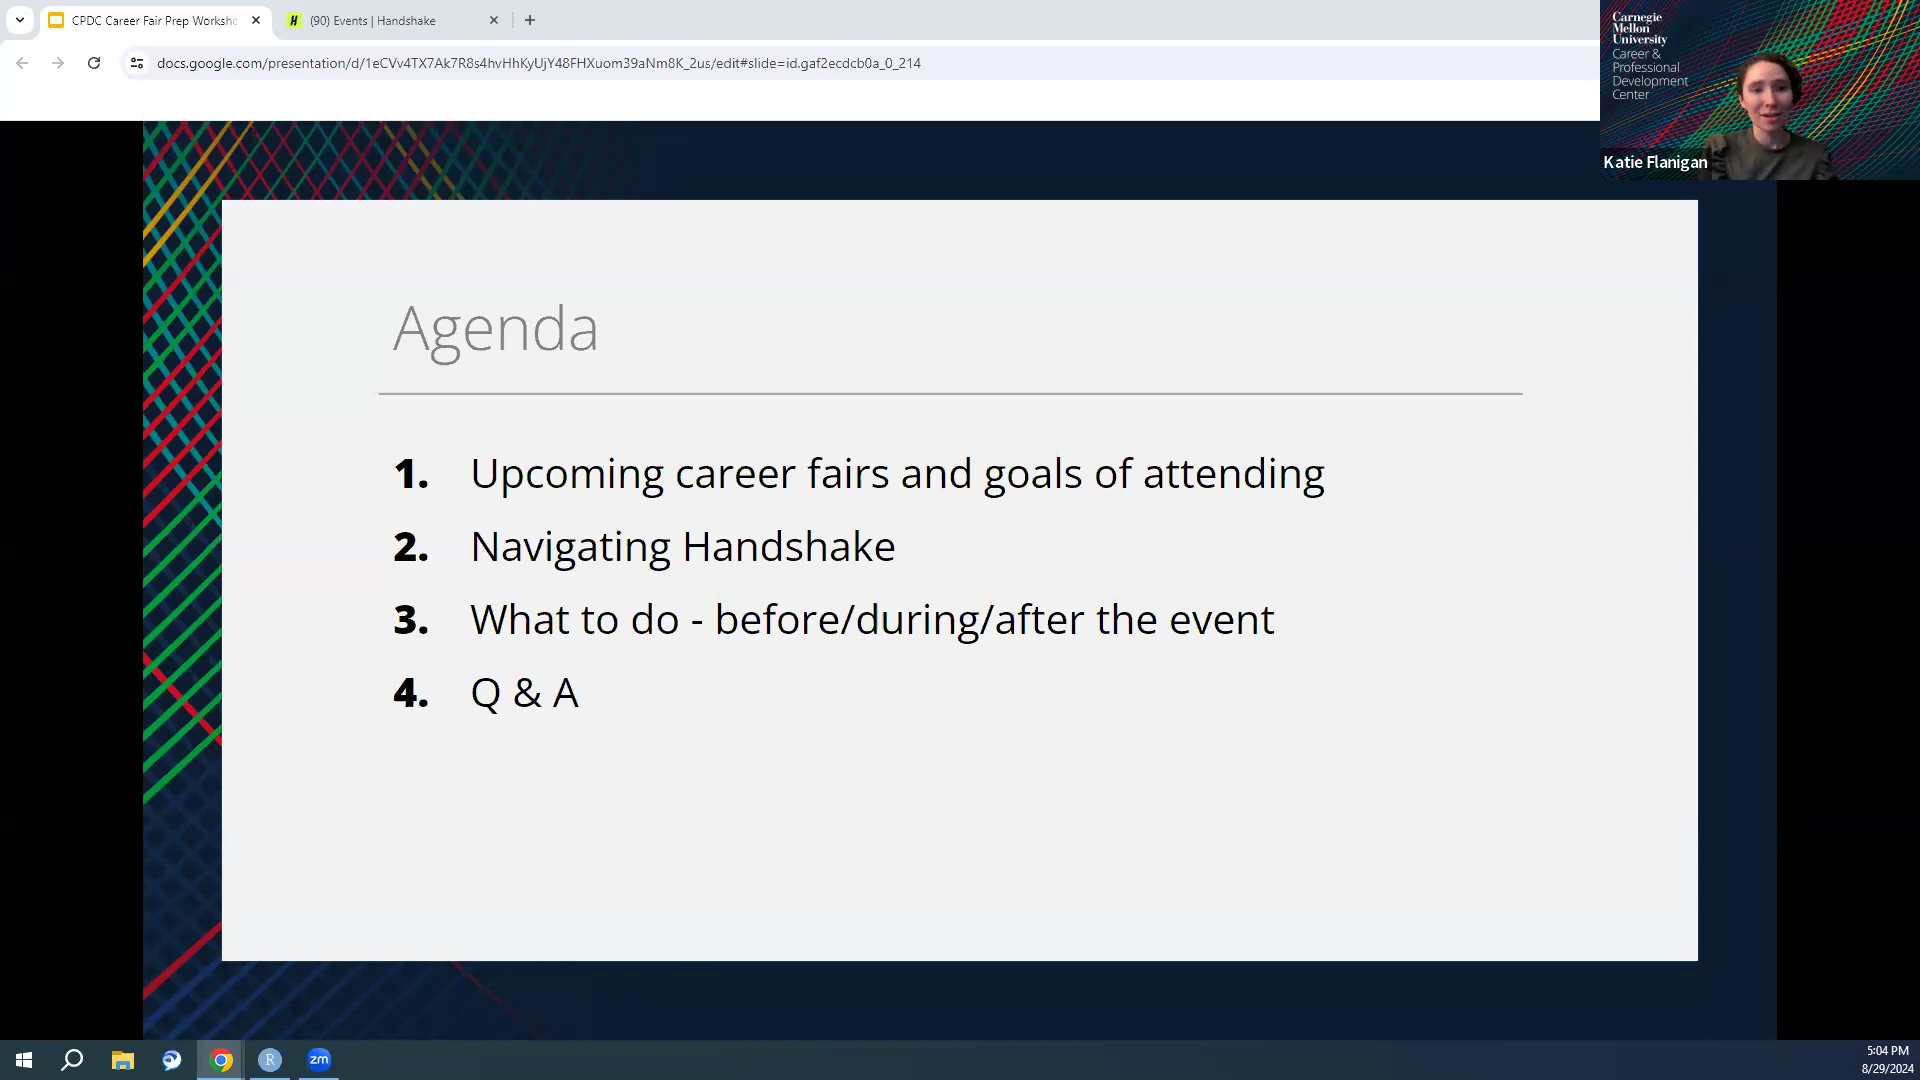 CPDC Career Fair Prep Worksho
(90) Events | Handshake
docs.google.com/presentation/d/1eCVv4TX7Ak7R8s4hvHhKyUjY48FHXuom39aNm8K_2us/edit#slide=id.gaf2ecdcb0a_0_214
Carnegie
Mellon
University
Career &
Professional
Development
Center
Katie Flanigan
Agenda
1. Upcoming career fairs and goals of attending
2. Navigating Handshake
3. What to do - before/during/after the event
4. Q & A
R
zm
5:04 PM
8/29/2024